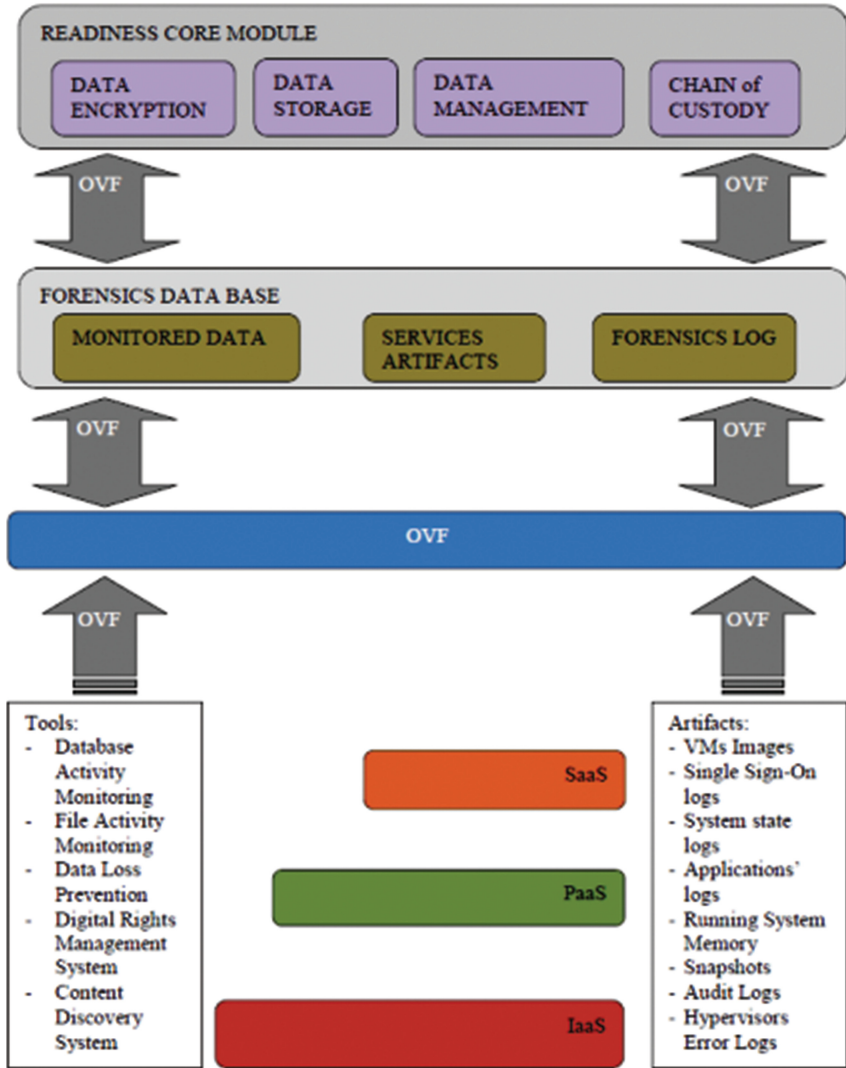 READINESS CORE MODULE
DATA
ENCRYPTION
DATA
STORAGE
DATA
MANAGEMENT
CHAIN of
CUSTODY
OVF
OVF
FORENSICS DATA BASE
MONITORED DATA
SERVICES
ARTIFACTS
FORENSICS LOG
OVF
OVF
OVF
OVF
OVF
Tools:
- Database
Activity
Monitoring
- File Activity
Monitoring
- Data Loss
Prevention
- Digital Rights
Management
System
- Content
Discovery
System
SaaS
PaaS
IaaS
Artifacts:
- VMs Images
- Single Sign-On
logs
- System state
logs
- Applications’
logs
- Running System
Memory
- Snapshots
- Audit Logs
- Hypervisors
Error Logs